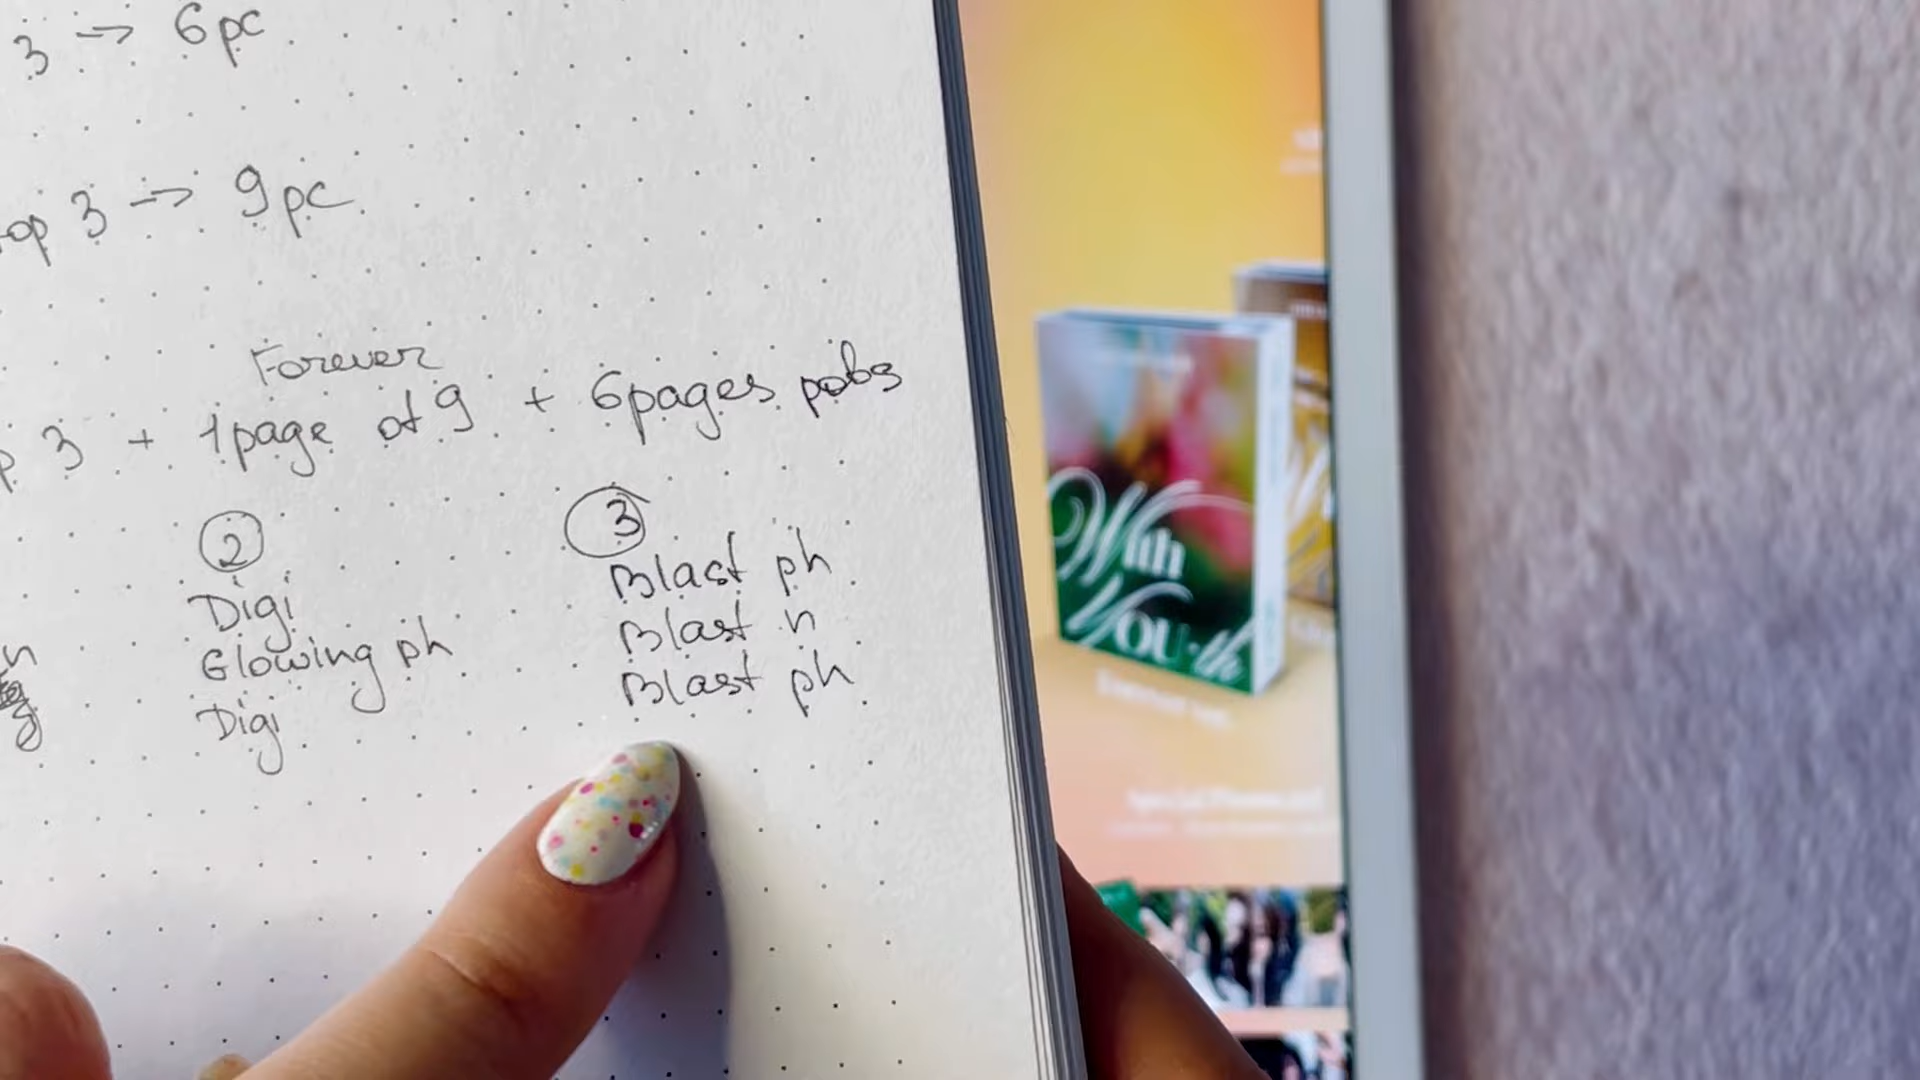 3 → 6pc
op 3 → 9pc
Forever
3 + 1page of 9 + 6pages pobs
②
Digi
Glowing ph
Digi
③
Blast ph
Blast n
Blast ph
n
With
YOU-th